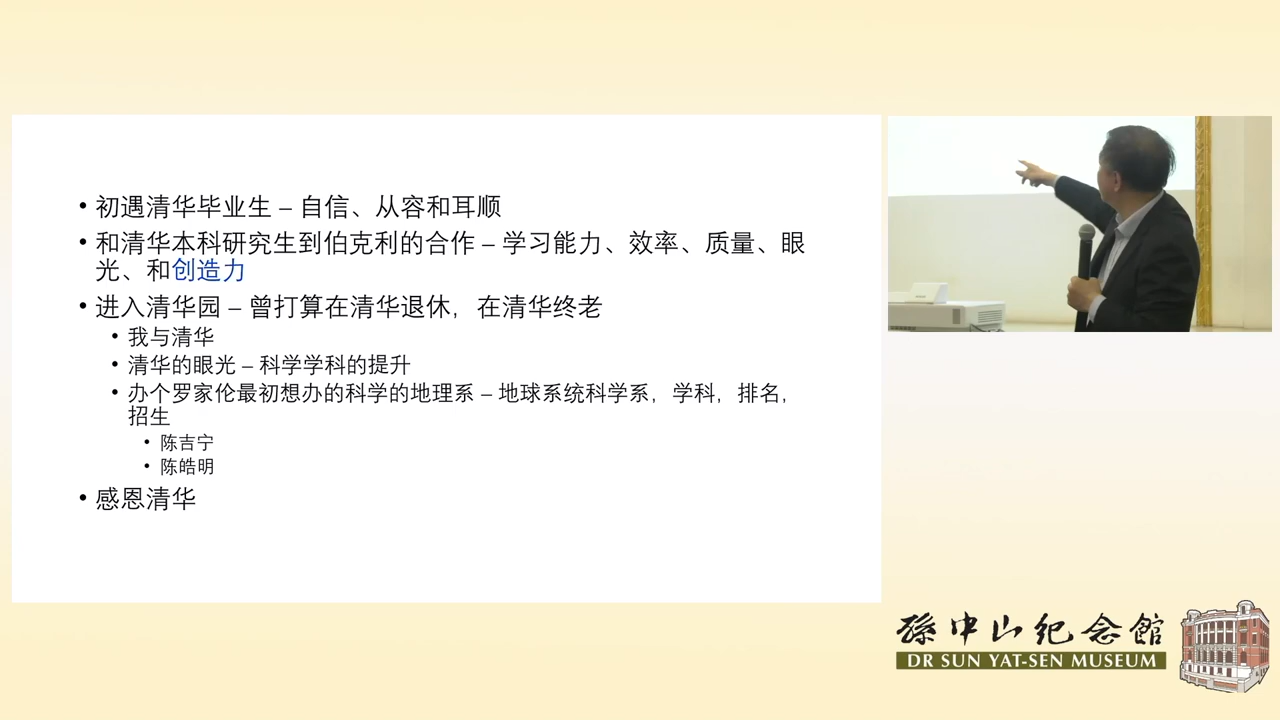 • 初遇清华毕业生 – 自信、从容和耳顺
• 和清华本科研究生到伯克利的合作 – 学习能力、效率、质量、眼
光、和创造力
• 进入清华园 – 曾打算在清华退休，在清华终老
• 我与清华
• 清华的眼光 – 科学学科的提升
• 办个罗家伦最初想办的科学的地理系 – 地球系统科学系，学科，排名，
招生
• 陈吉宁
• 陈皓明
• 感恩清华
孫中山紀念館
DR SUN YAT-SEN MUSEUM